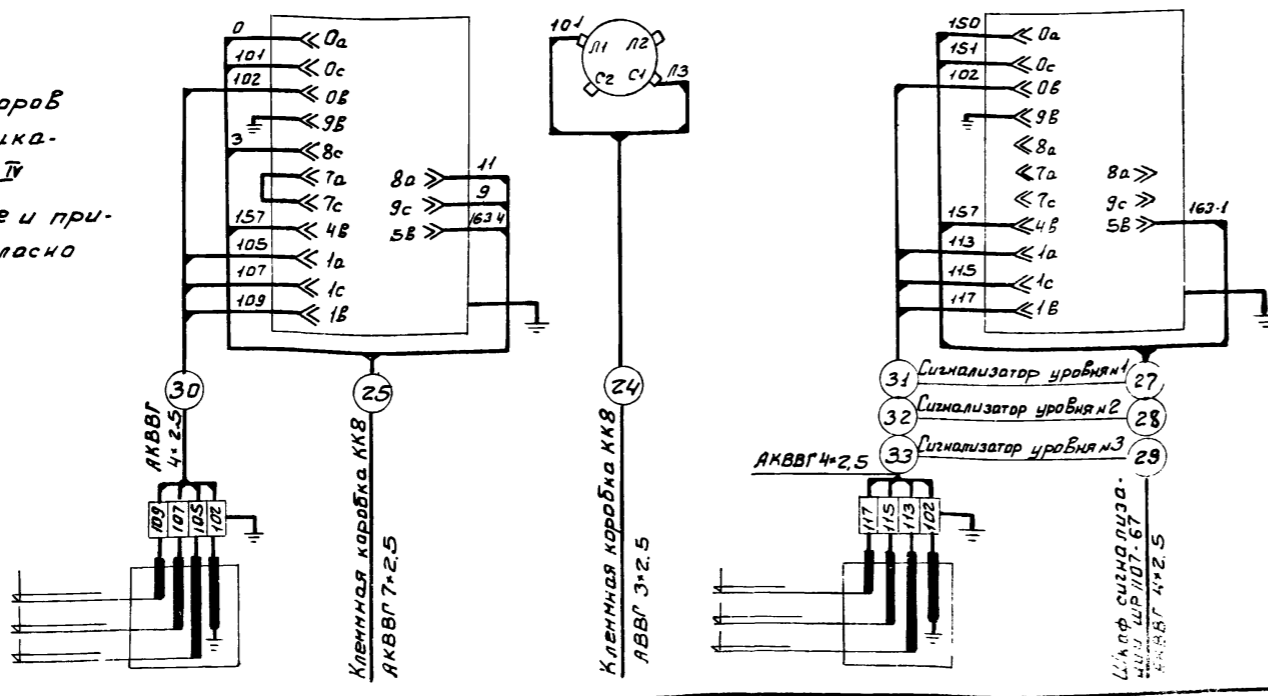 0
101
102
3
157
105
107
109
0а
0с
0в
9в
8с
7а
7с
4в
1а
1с
1в
8а
9с
5в
11
9
163 4
30
25
АКВВГ
4×2.5
109
107
105
102
Клеммная коробка КК8
АКВВГ 7×2.5
101
Л1
Л2
С2
С1
Л3
24
Клеммная коробка КК8
АВВГ 3×2.5
150
151
102
157
113
115
117
0а
0с
0в
9в
8а
7а
7с
4в
1а
1с
1в
8а
9с
5в
163-1
31
Сигнализатор уровня №1
27
32
Сигнализатор уровня №2
28
33
Сигнализатор уровня №3
29
АКВВГ 4×2,5
117
115
113
102
Шкаф сигнализа-
ции ШР1107-67
АКВВГ 4×2.5
оров
ика-
IV
е и при-
ласно